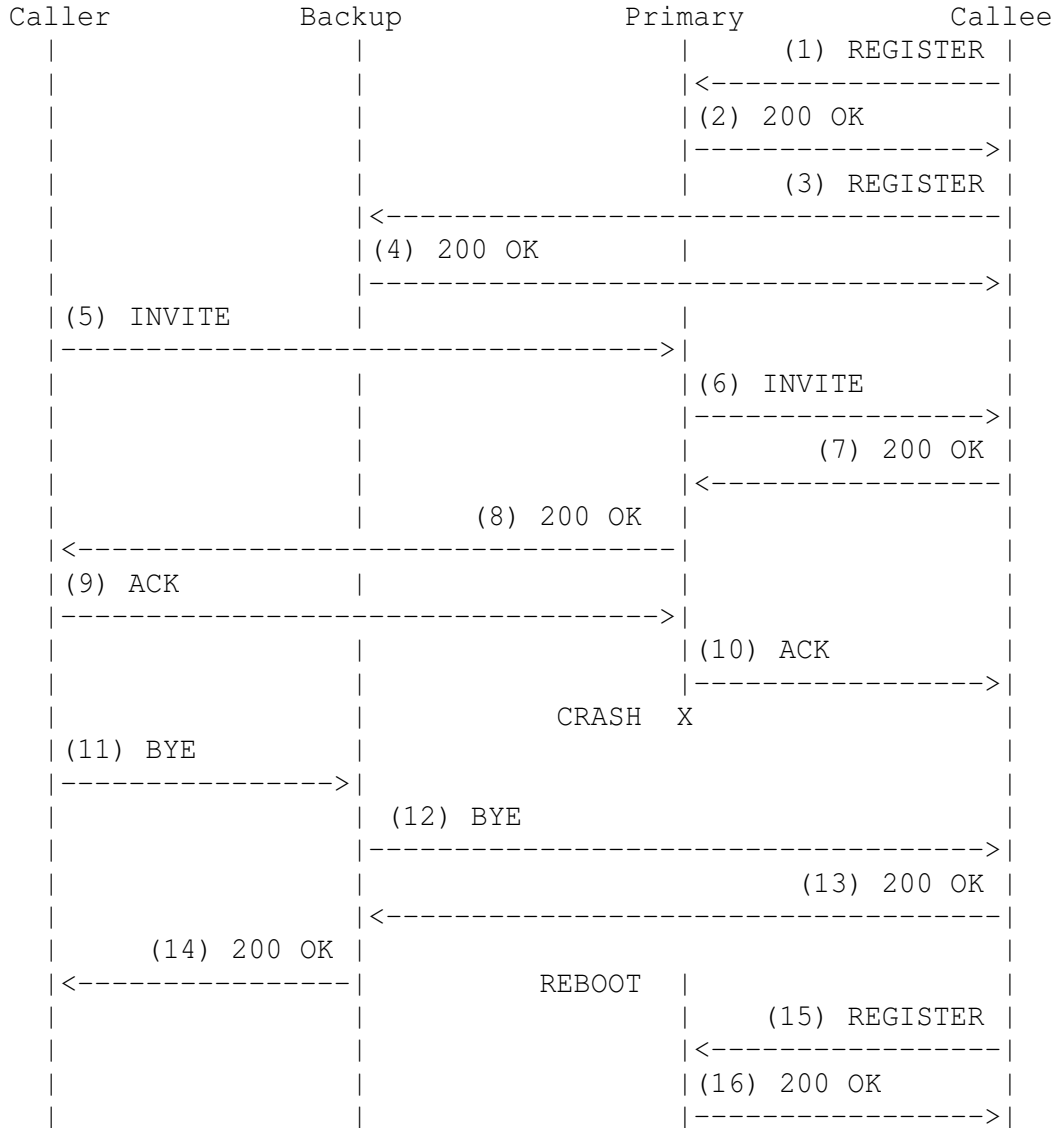 Caller Backup Primary Callee
(1) REGISTER
(2) 200 OK
(3) REGISTER
(4) 200 OK
(5) INVITE
(6) INVITE
(7) 200 OK
(8) 200 OK
(9) ACK
(10) ACK
CRASH X
(11) BYE
(12) BYE
(13) 200 OK
(14) 200 OK
REBOOT
(15) REGISTER
(16) 200 OK